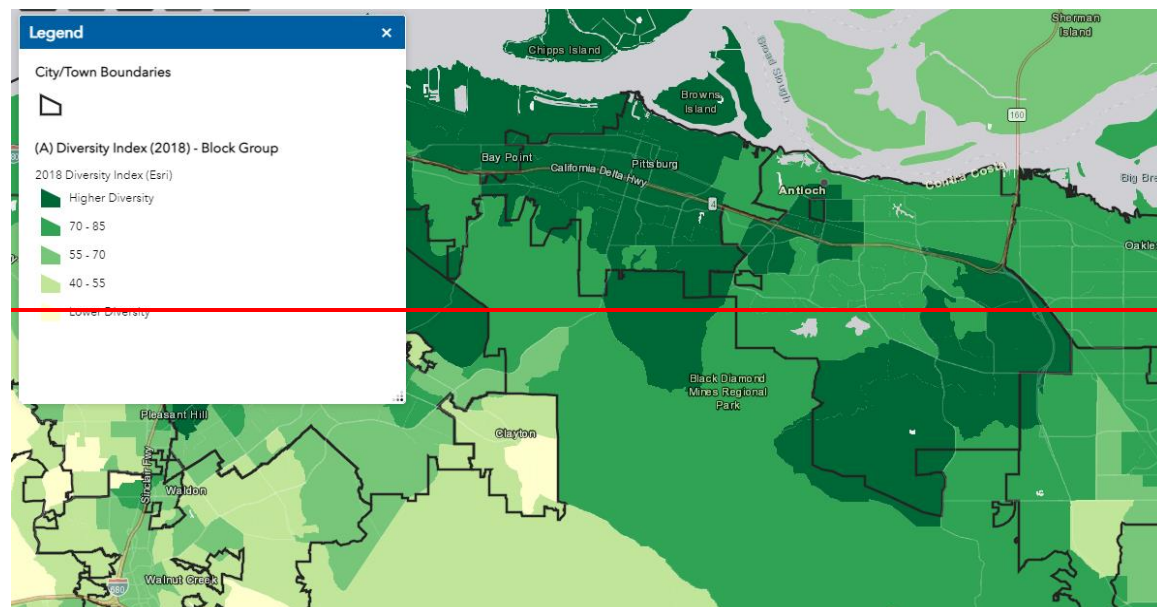 Legend
×
City/Town Boundaries
(A) Diversity Index (2018) - Block Group
2018 Diversity Index (Esri)
Higher Diversity
70 - 85
55 - 70
40 - 55
Lower Diversity
Sherman
Island
Chipps Island
Broad Slough
Browns
Island
160
Bay Point
California Delta Hwy
Pittsburg
4
Antioch
Contra Costa
Big Bre
Oakle
Black Diamond
Mines Regional
Park
Pleasant Hill
Clayton
Sinclair Fwy
Waldon
Walnut Creek
680